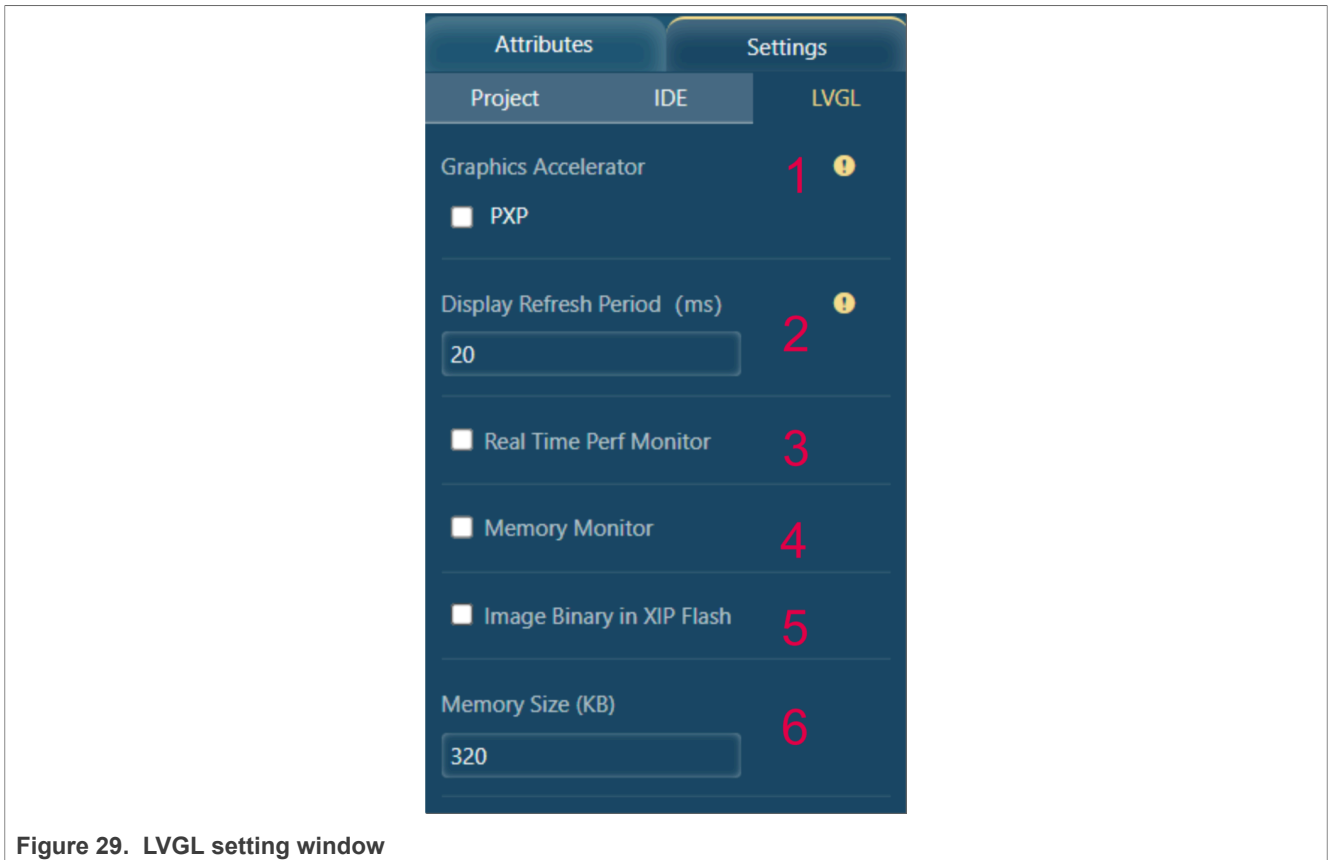 Attributes Settings
Project IDE LVGL
Graphics Accelerator 1
PXP
Display Refresh Period (ms)
2
20
Real Time Perf Monitor 3
Memory Monitor 4
Image Binary in XIP Flash 5
Memory Size (KB) 6
320
Figure 29. LVGL setting window